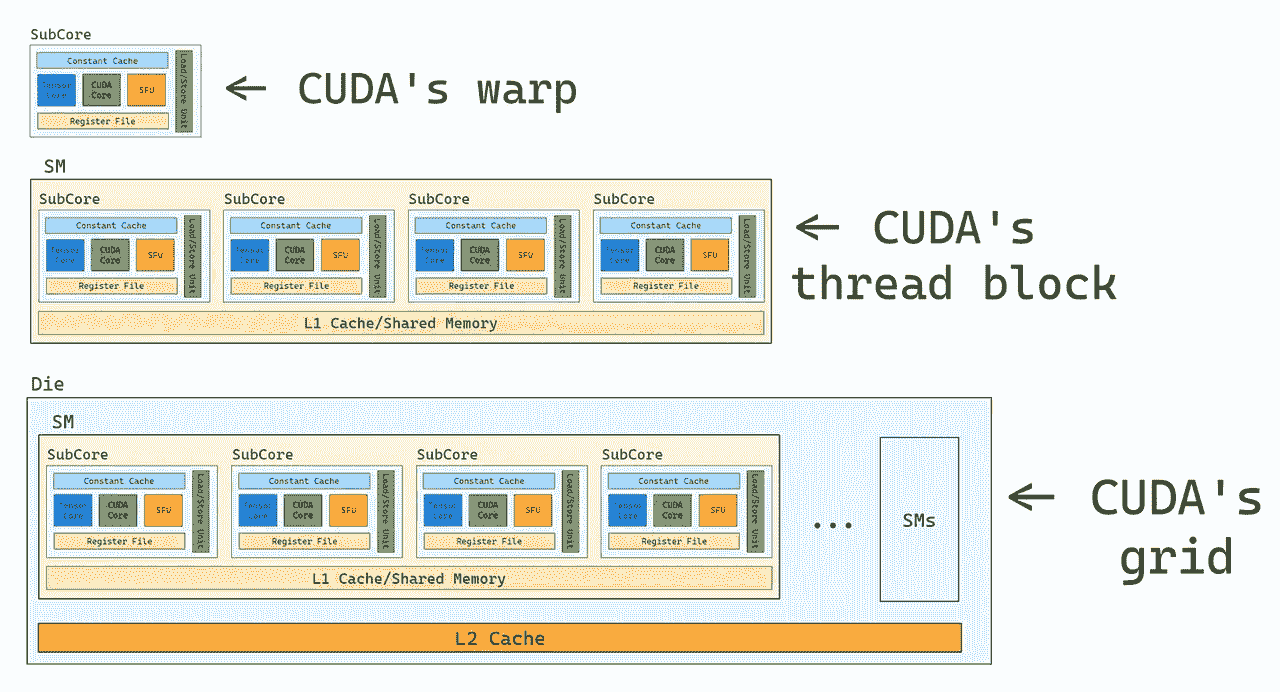 SubCore
Constant Cache
Tensor
Core
CUDA
Core
SFU
Load/Store Unit
Register File
← CUDA's warp
SM
SubCore
Constant Cache
Tensor
Core
CUDA
Core
SFU
Load/Store Unit
Register File
SubCore
Constant Cache
Tensor
Core
CUDA
Core
SFU
Load/Store Unit
Register File
SubCore
Constant Cache
Tensor
Core
CUDA
Core
SFU
Load/Store Unit
Register File
SubCore
Constant Cache
Tensor
Core
CUDA
Core
SFU
Load/Store Unit
Register File
L1 Cache/Shared Memory
← CUDA's
thread block
Die
SM
SubCore
Constant Cache
Tensor
Core
CUDA
Core
SFU
Load/Store Unit
Register File
SubCore
Constant Cache
Tensor
Core
CUDA
Core
SFU
Load/Store Unit
Register File
SubCore
Constant Cache
Tensor
Core
CUDA
Core
SFU
Load/Store Unit
Register File
SubCore
Constant Cache
Tensor
Core
CUDA
Core
SFU
Load/Store Unit
Register File
L1 Cache/Shared Memory
...
SMs
L2 Cache
← CUDA's
grid